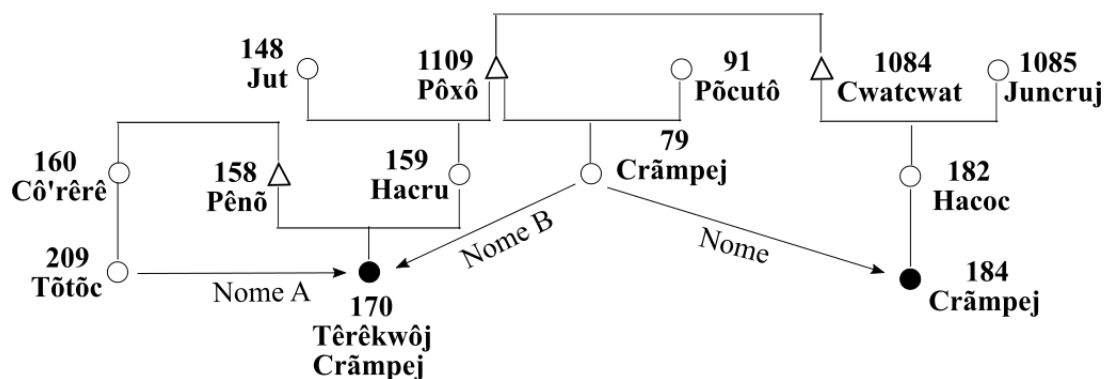 148
Jut
1109
Pôxô
91
Põcutô
1084
Cwatcwat
1085
Juncruj
160
Cô'rêrê
158
Pênõ
159
Hacru
79
Crãmpej
182
Hacoc
209
Tõtõc
Nome A
Nome B
Nome
170
Têrêkwôj
Crãmpej
184
Crãmpej